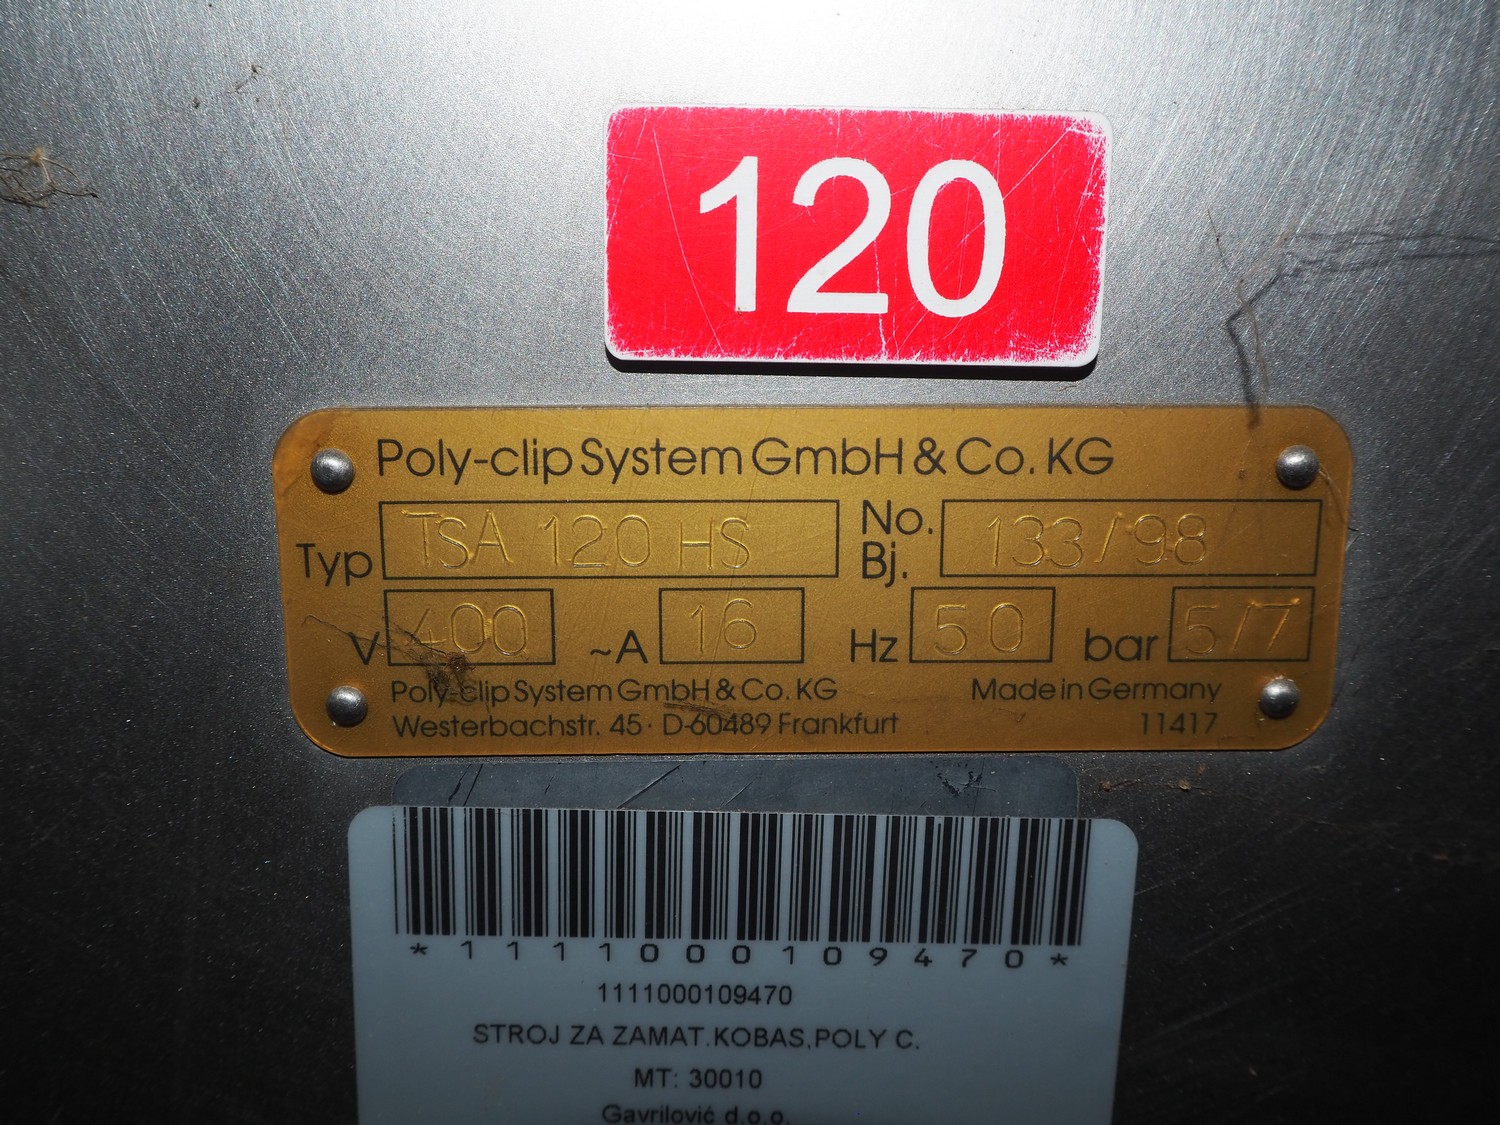 120
Poly-clip System GmbH & Co. KG
Typ TSA 120 HS No. Bj. 133/98
V 400 ~A 16 Hz 50 bar 5/7
Poly-clip System GmbH & Co. KG Made in Germany
Westerbachstr. 45 · D-60489 Frankfurt 11417
*1111000109470*
1111000109470
STROJ ZA ZAMAT.KOBAS,POLY C.
MT: 30010
Gavrilović d.o.o.